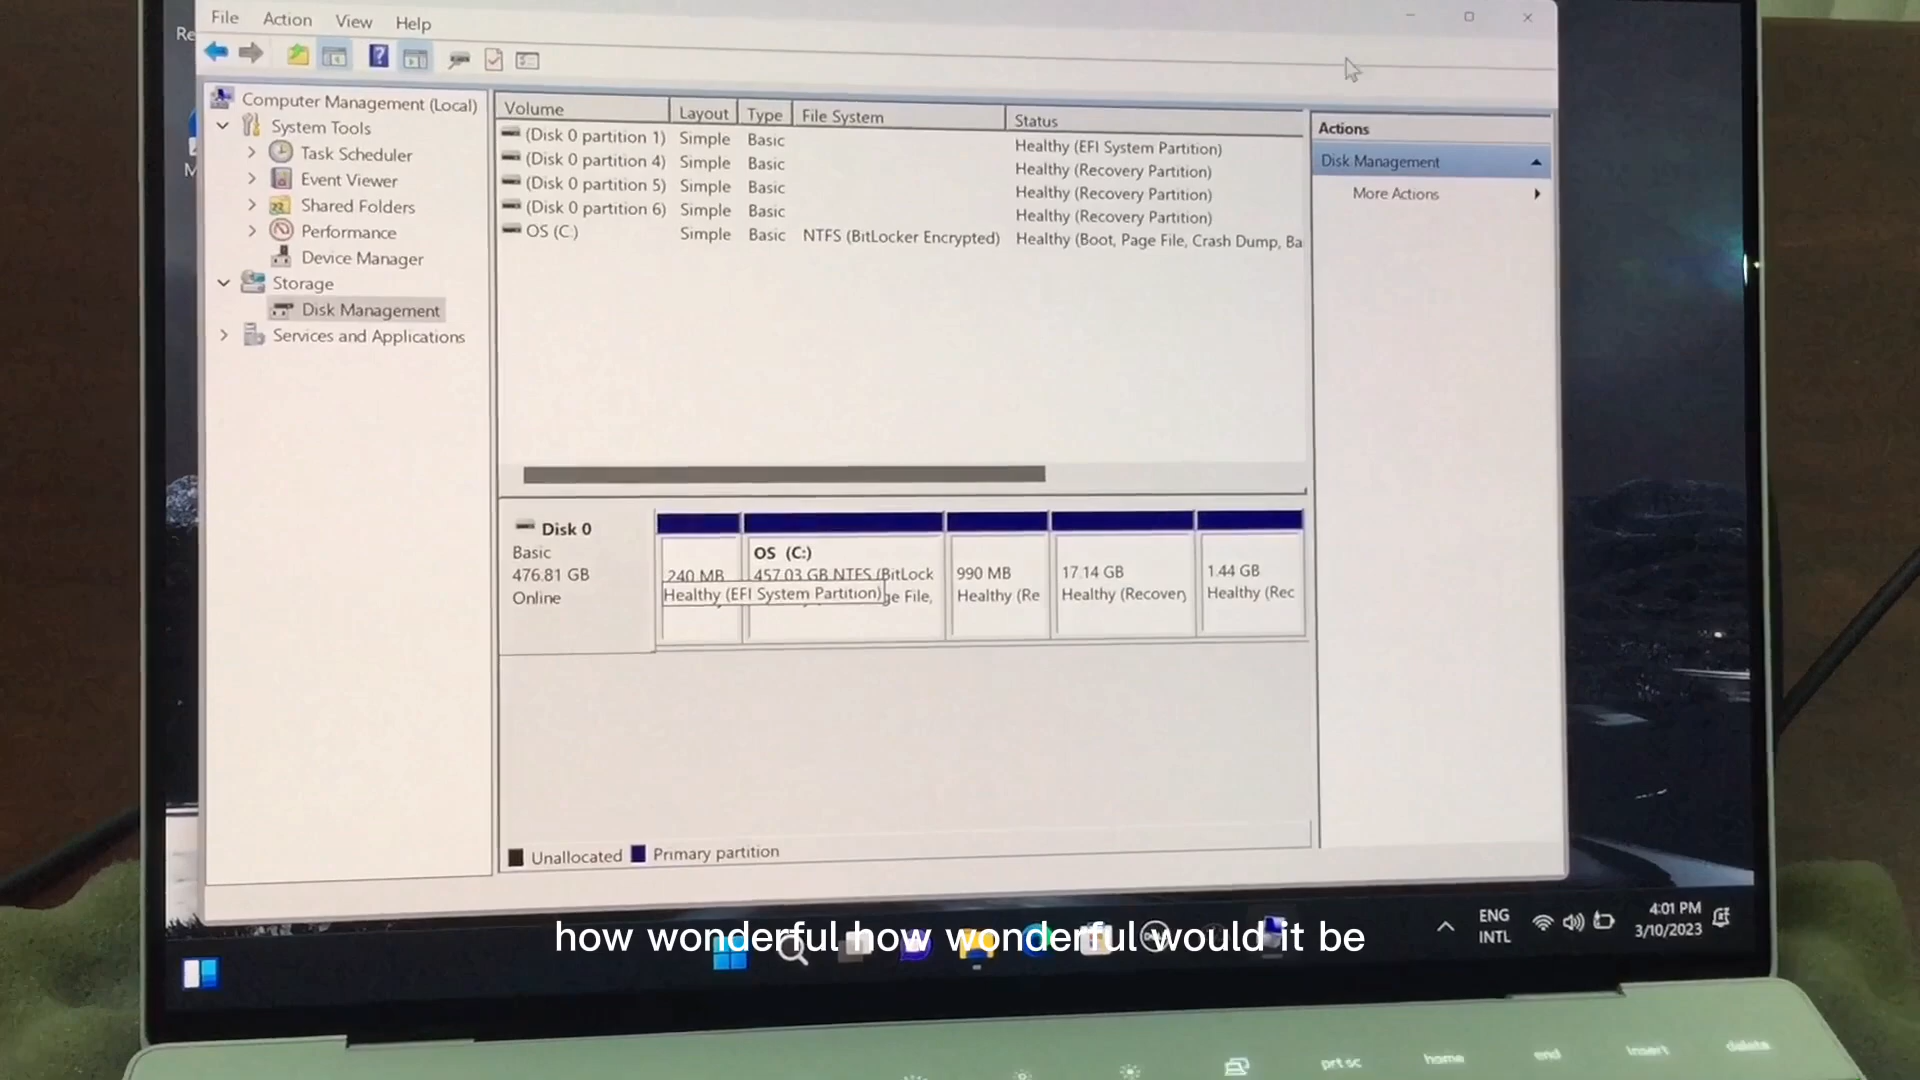 File Action View Help
Re
M
Computer Management (Local)
System Tools
Task Scheduler
Event Viewer
Shared Folders
Performance
Device Manager
Storage
Disk Management
Services and Applications
Volume Layout Type File System Status
(Disk 0 partition 1) Simple Basic Healthy (EFI System Partition)
(Disk 0 partition 4) Simple Basic Healthy (Recovery Partition)
(Disk 0 partition 5) Simple Basic Healthy (Recovery Partition)
(Disk 0 partition 6) Simple Basic Healthy (Recovery Partition)
OS (C:) Simple Basic NTFS (BitLocker Encrypted) Healthy (Boot, Page File, Crash Dump, Ba
Actions
Disk Management
More Actions
Disk 0
Basic
476.81 GB
Online
240 MB
Healthy (EFI System Partition)
OS (C:)
457.03 GB NTFS (BitLock
ge File,
990 MB
Healthy (Re
17.14 GB
Healthy (Recovery
1.44 GB
Healthy (Rec
Unallocated Primary partition
how wonderful how wonderful would it be
ENG
INTL
4:01 PM
3/10/2023
prt sc home end insert delete